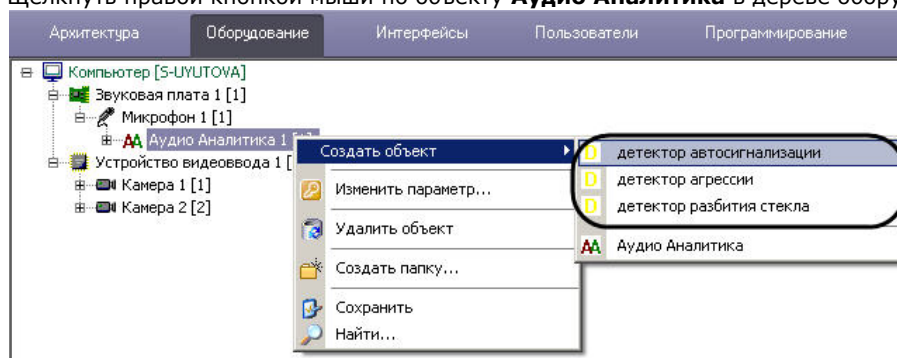 Щелкнуть правой кнопкой мыши по объекту Аудио Аналитика в дереве
Архитектура Оборудование Интерфейсы Пользователи Программирование
Компьютер [S-UYUTOVA]
Звуковая плата 1 [1]
Микрофон 1 [1]
Аудио Аналитика 1
Устройство видеоввода 1 [
Камера 1 [1]
Камера 2 [2]
Создать объект
Изменить параметр...
Удалить объект
Создать папку...
Сохранить
Найти...
детектор автосигнализации
детектор агрессии
детектор разбития стекла
Аудио Аналитика